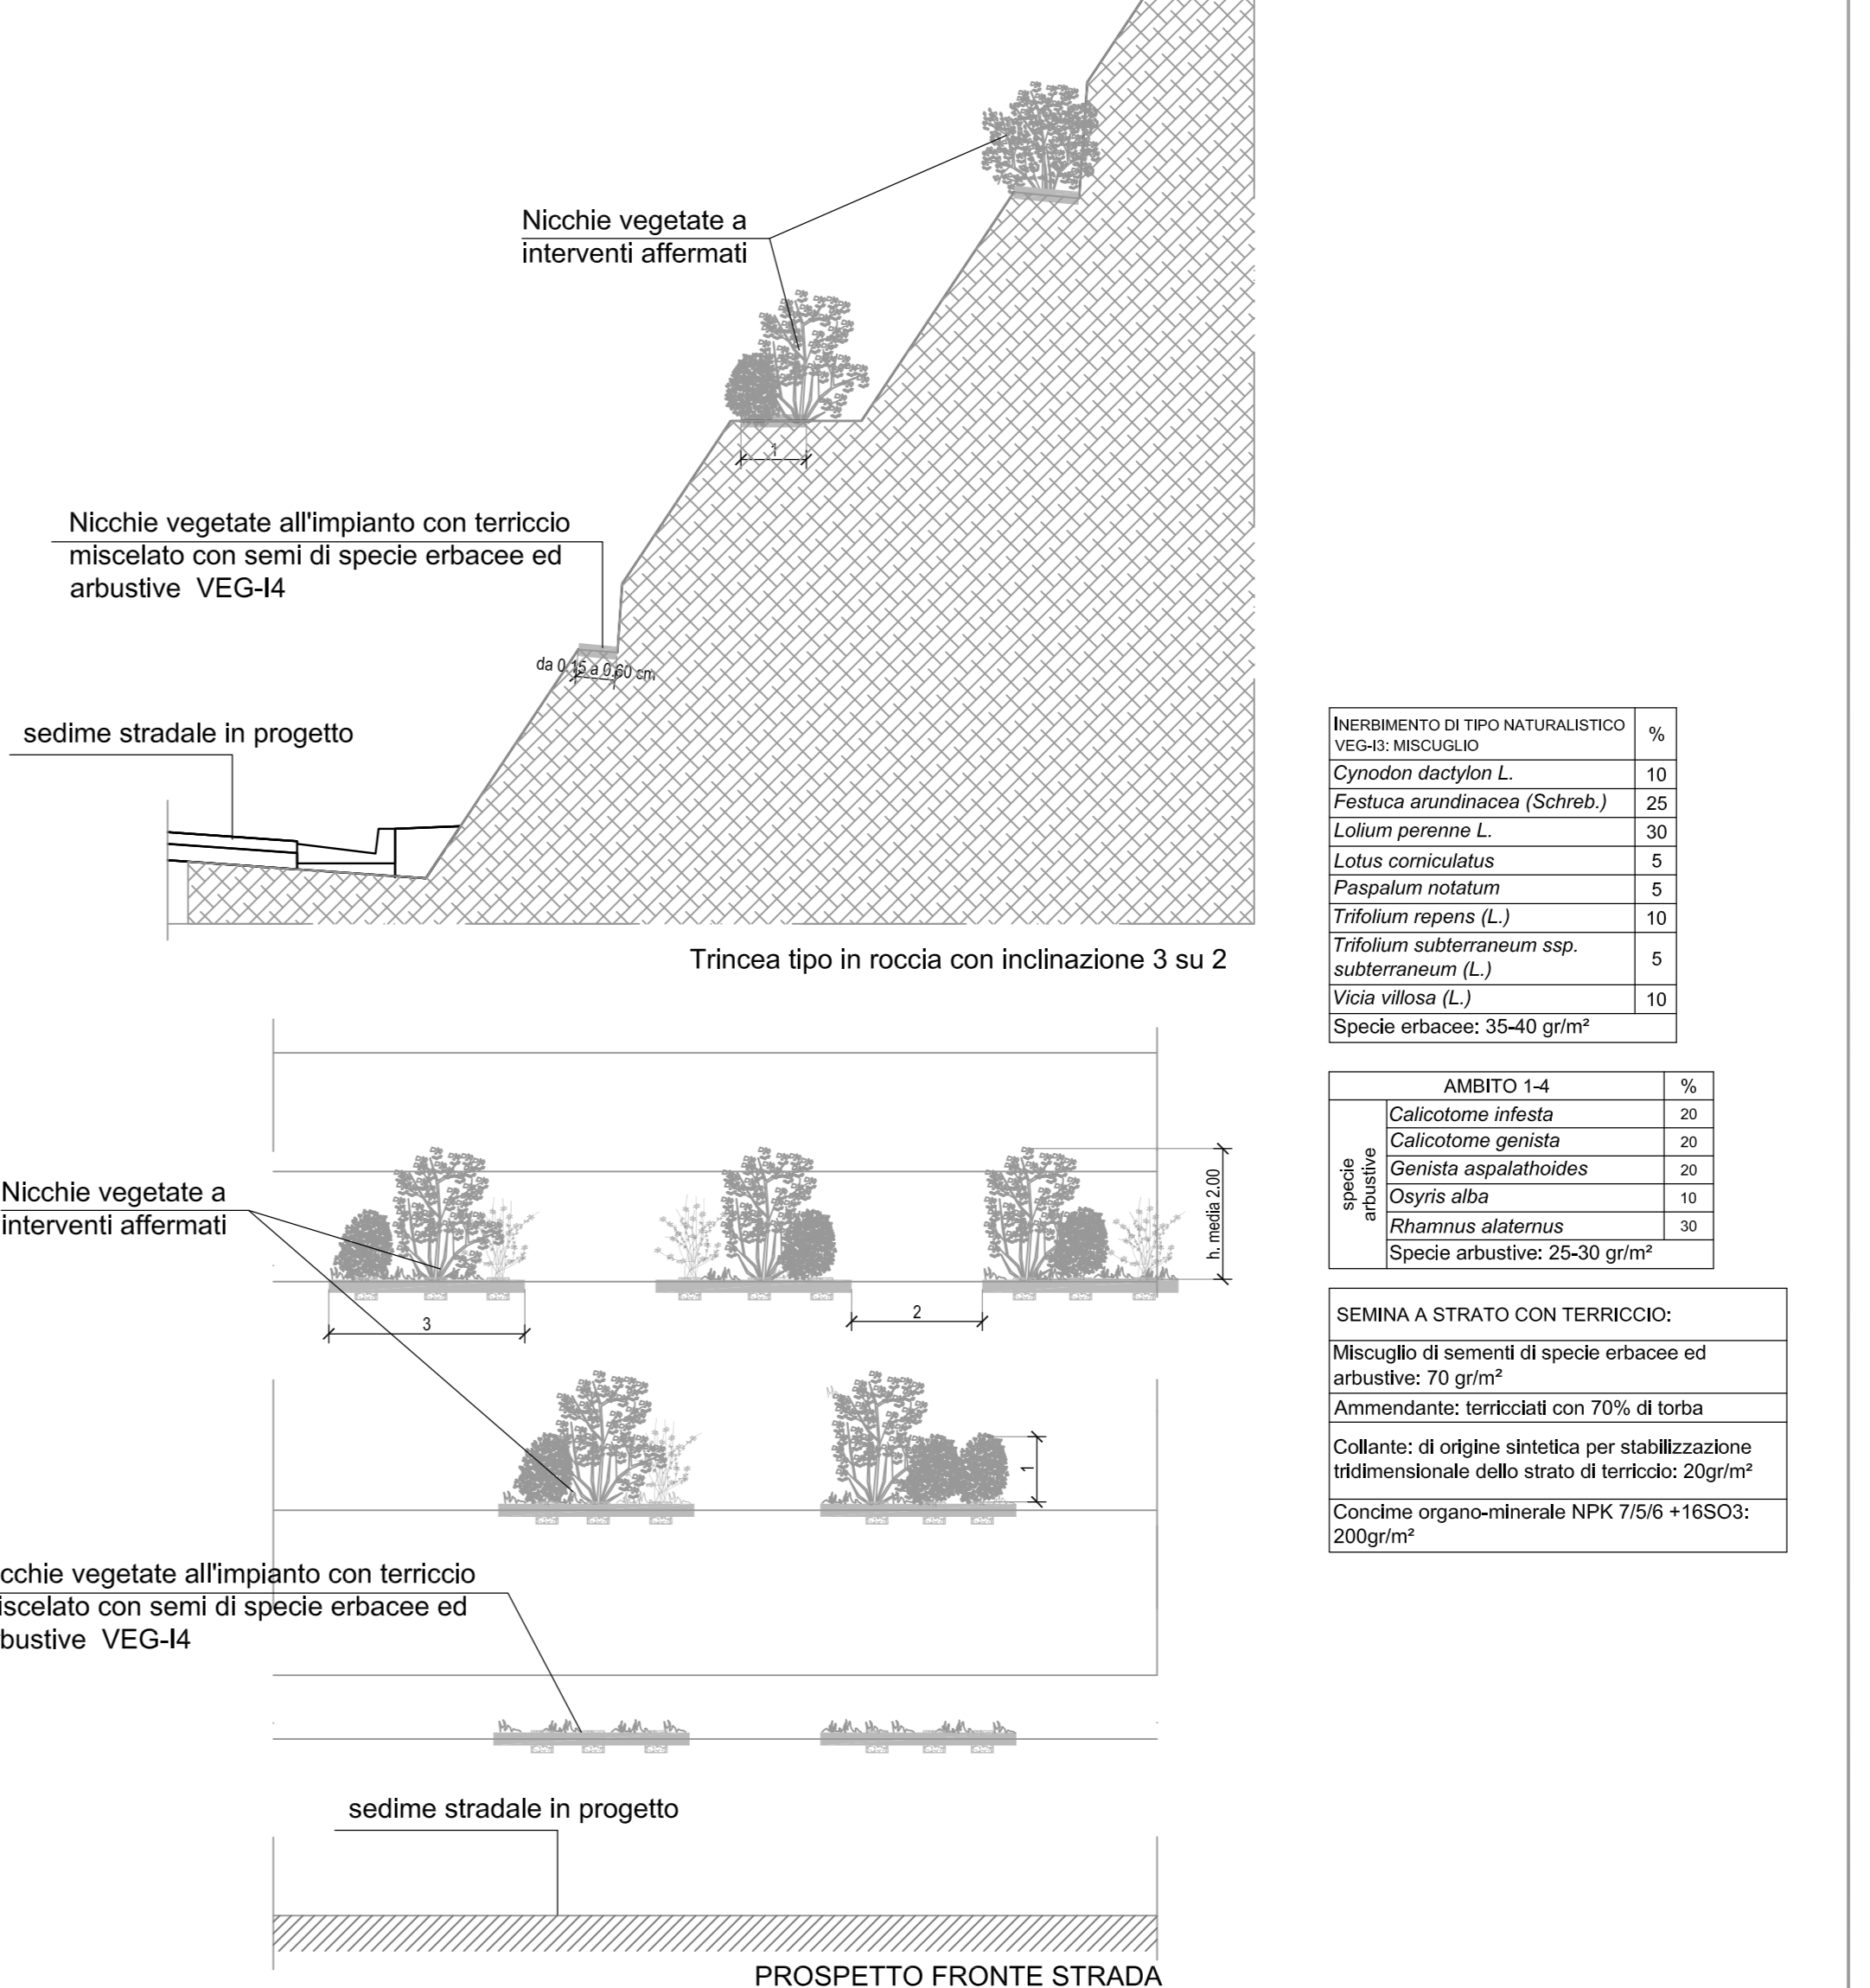 Nicchie vegetate a
interventi affermati
1
Nicchie vegetate all'impianto con terriccio
miscelato con semi di specie erbacee ed
arbustive VEG-I4
da 0.15 a 0.60 cm
sedime stradale in progetto
Trincea tipo in roccia con inclinazione 3 su 2
INERBIMENTO DI TIPO NATURALISTICO
VEG-I3: MISCUGLIO
%
Cynodon dactylon L. 10
Festuca arundinacea (Schreb.) 25
Lolium perenne L. 30
Lotus corniculatus 5
Paspalum notatum 5
Trifolium repens (L.) 10
Trifolium subterraneum ssp.
subterraneum (L.)
5
Vicia villosa (L.) 10
Specie erbacee: 35-40 gr/m²
AMBITO 1-4 %
specie
arbustive
Calicotome infesta 20
Calicotome genista 20
Genista aspalathoides 20
Osyris alba 10
Rhamnus alaternus 30
Specie arbustive: 25-30 gr/m²
SEMINA A STRATO CON TERRICCIO:
Miscuglio di sementi di specie erbacee ed
arbustive: 70 gr/m²
Ammendante: terricciati con 70% di torba
Collante: di origine sintetica per stabilizzazione
tridimensionale dello strato di terriccio: 20gr/m²
Concime organo-minerale NPK 7/5/6 +16SO3:
200gr/m²
Nicchie vegetate a
interventi affermati
h. media 2.00
3
2
1
cchie vegetate all'impianto con terriccio
iscelato con semi di specie erbacee ed
bustive VEG-I4
sedime stradale in progetto
PROSPETTO FRONTE STRADA